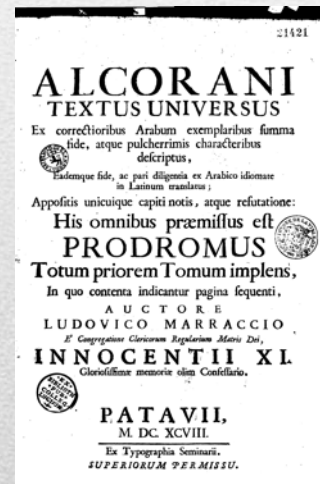 21421
ALCORANI
TEXTUS UNIVERSUS
Ex correctioribus Arabum exemplaribus summa
fide, atque pulcherrimis characteribus
descriptus,
Eademque fide, ac pari diligentia ex Arabico idiomate
in Latinum translatus;
Appositis unicuique capiti notis, atque refutatione:
His omnibus præmissus est
PRODROMUS
Totum priorem Tomum implens,
In quo contenta indicantur pagina sequenti,
AUCTORE
LUDOVICO MARRACCIO
E' Congregatione Clericorum Regularium Matris Dei,
INNOCENTII XI.
Gloriosissimæ memoriæ olim Confessario.
PATAVII,
M. DC. XCVIII.
Ex Typographia Seminarii.
SUPERIORUM PERMISSU.